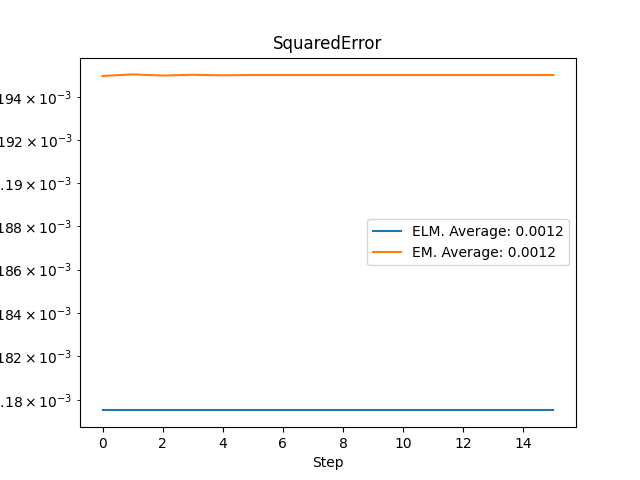 SquaredError
194 × 10⁻³
192 × 10⁻³
.19 × 10⁻³
188 × 10⁻³
186 × 10⁻³
184 × 10⁻³
182 × 10⁻³
.18 × 10⁻³
ELM. Average: 0.0012
EM. Average: 0.0012
0 2 4 6 8 10 12 14
Step